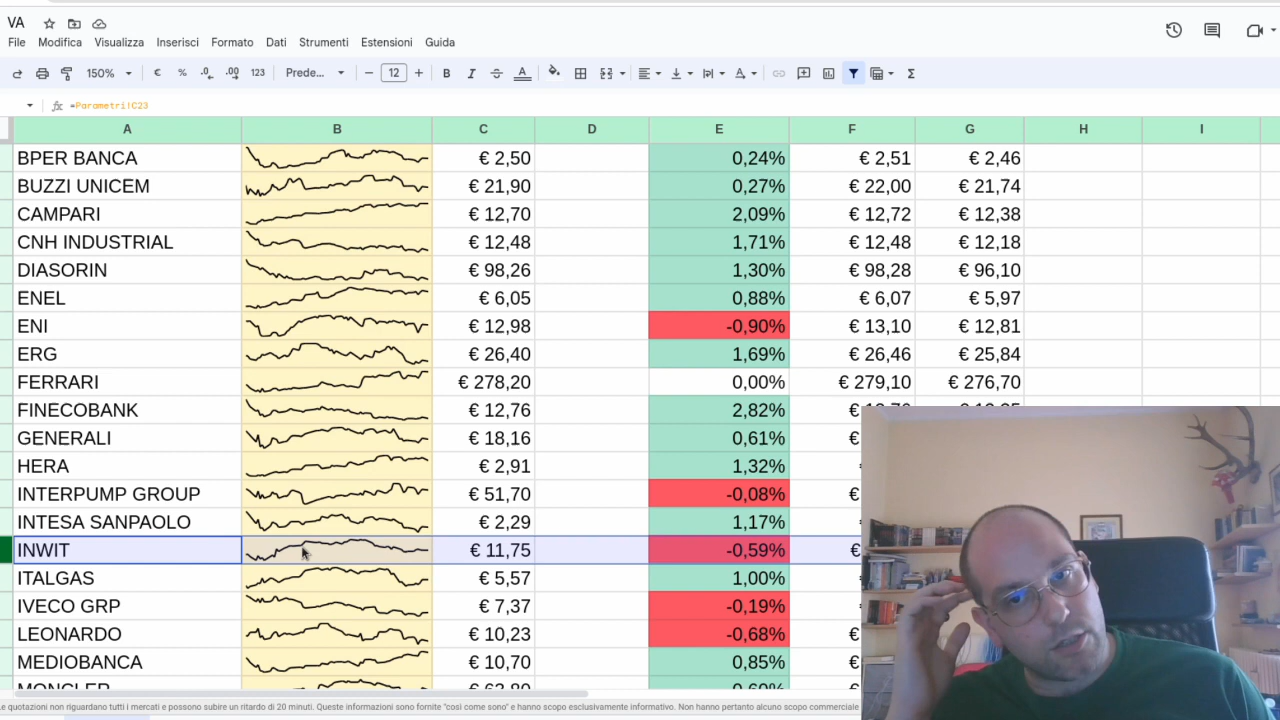 VA
File Modifica Visualizza Inserisci Formato Dati Strumenti Estensioni Guida
150% € % .0 .00 123 Prede... 12 B I A Σ
fx =Parametri!C23
A B C D E F G H I
BPER BANCA € 2,50 0,24% € 2,51 € 2,46
BUZZI UNICEM € 21,90 0,27% € 22,00 € 21,74
CAMPARI € 12,70 2,09% € 12,72 € 12,38
CNH INDUSTRIAL € 12,48 1,71% € 12,48 € 12,18
DIASORIN € 98,26 1,30% € 98,28 € 96,10
ENEL € 6,05 0,88% € 6,07 € 5,97
ENI € 12,98 -0,90% € 13,10 € 12,81
ERG € 26,40 1,69% € 26,46 € 25,84
FERRARI € 278,20 0,00% € 279,10 € 276,70
FINECOBANK € 12,76 2,82% €
GENERALI € 18,16 0,61% €
HERA € 2,91 1,32%
INTERPUMP GROUP € 51,70 -0,08% €
INTESA SANPAOLO € 2,29 1,17%
INWIT € 11,75 -0,59% €
ITALGAS € 5,57 1,00%
IVECO GRP € 7,37 -0,19%
LEONARDO € 10,23 -0,68% €
MEDIOBANCA € 10,70 0,85%
MONCLER
quotazioni non riguardano tutti i mercati e possono subire un ritardo di 20 minuti. Queste informazioni sono fornite "così come sono" e hanno scopo esclusivamente informativo. Non hanno pertanto alcuno scopo commerciale